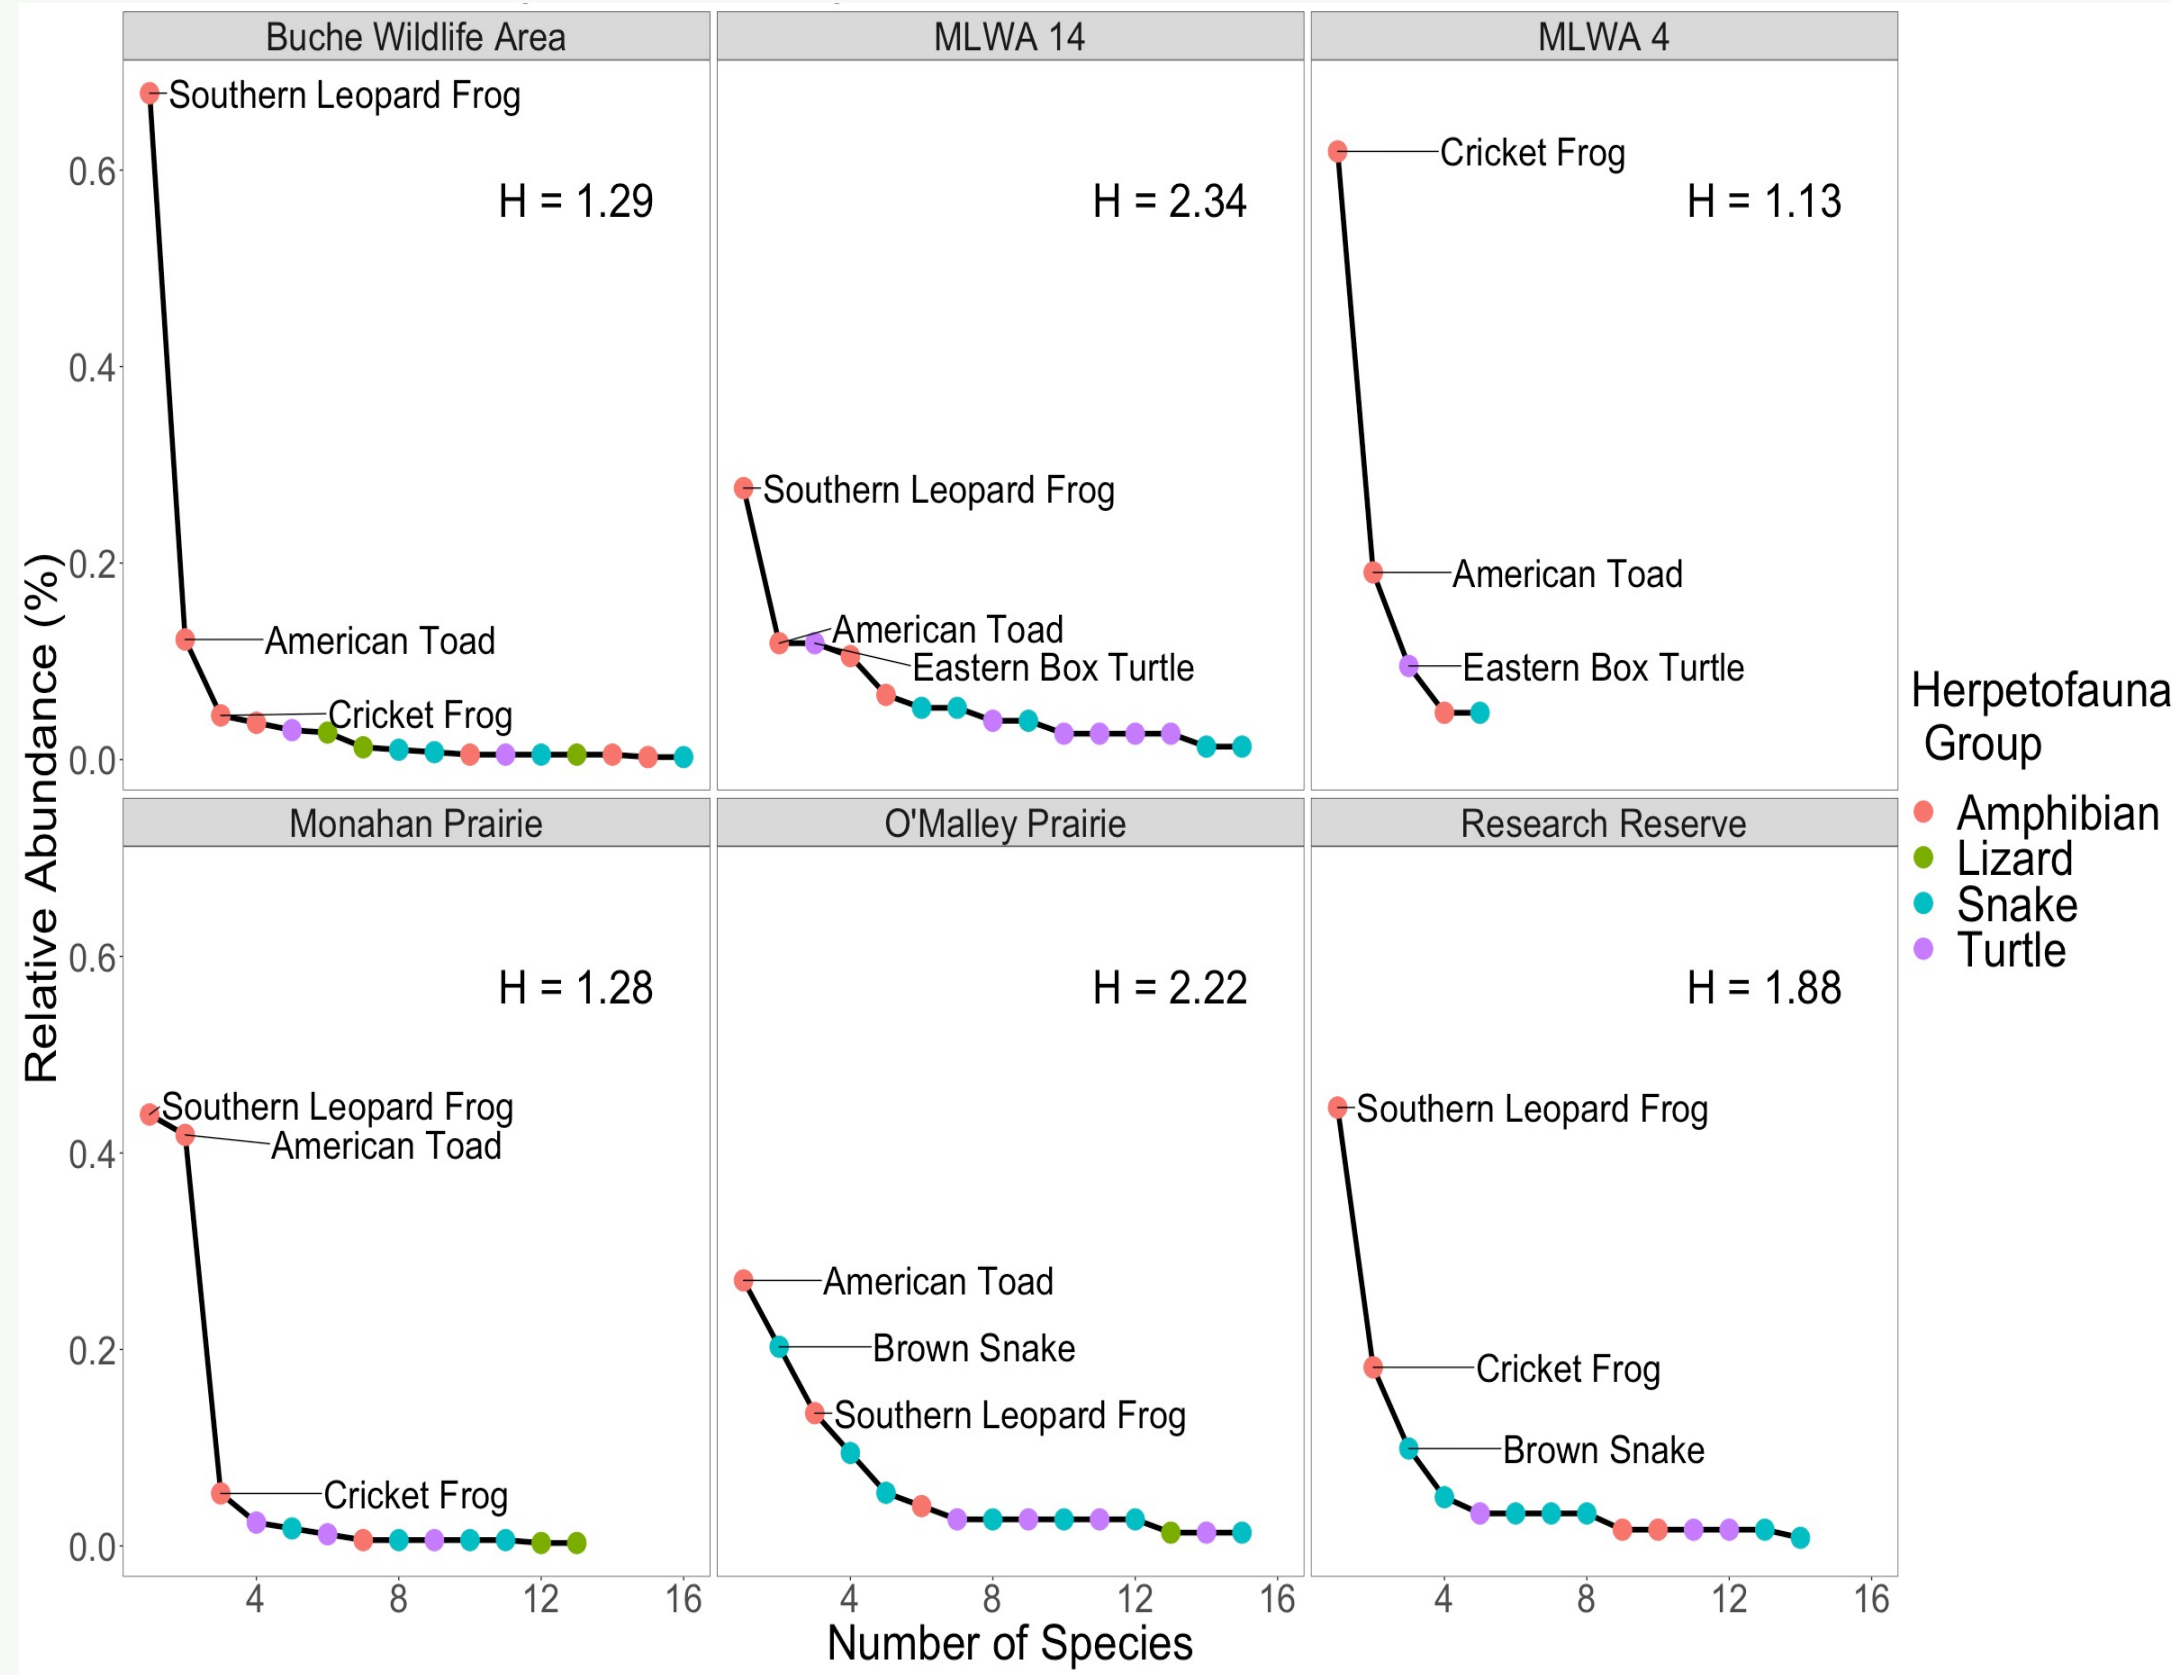 Buche Wildlife Area
MLWA 14
MLWA 4
Southern Leopard Frog
American Toad
Cricket Frog
H = 1.29
Southern Leopard Frog
American Toad
Eastern Box Turtle
H = 2.34
Cricket Frog
American Toad
Eastern Box Turtle
H = 1.13
0.6
0.4
0.2
0.0
Monahan Prairie
O'Malley Prairie
Research Reserve
Southern Leopard Frog
American Toad
Cricket Frog
H = 1.28
American Toad
Brown Snake
Southern Leopard Frog
H = 2.22
Southern Leopard Frog
Cricket Frog
Brown Snake
H = 1.88
0.6
0.4
0.2
0.0
4 8 12 16
4 8 12 16
4 8 12 16
Number of Species
Relative Abundance (%)
Herpetofauna
Group
Amphibian
Lizard
Snake
Turtle